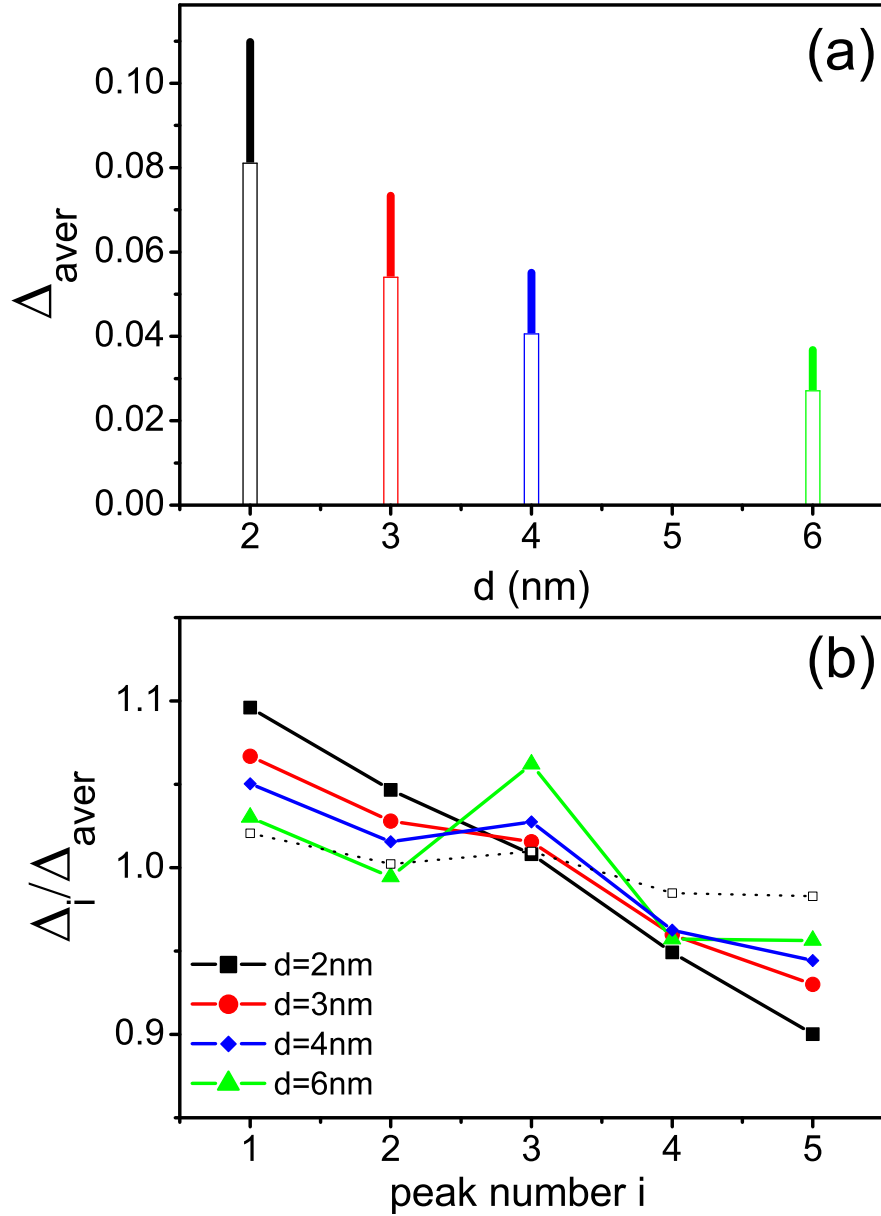 (a)
0.10
0.08
0.06
0.04
0.02
0.00
Δaver
2 3 4 5 6
d (nm)
(b)
1.1
1.0
0.9
Δi/Δaver
d=2nm
d=3nm
d=4nm
d=6nm
1 2 3 4 5
peak number i